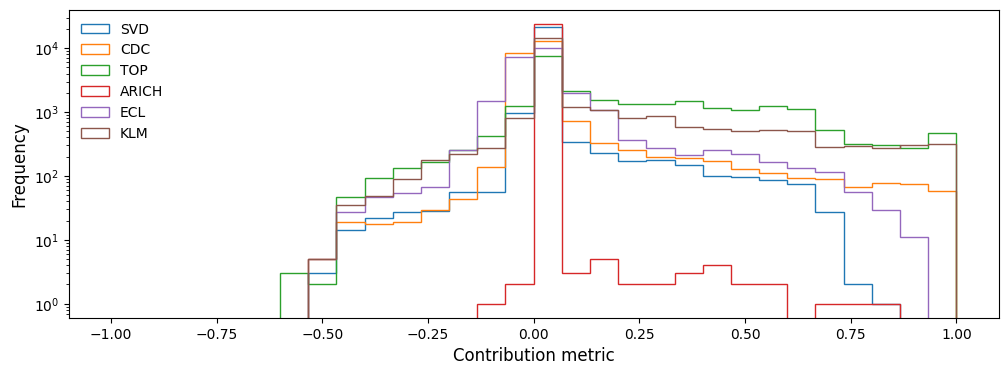 SVD
CDC
TOP
ARICH
ECL
KLM
Frequency
10⁴
10³
10²
10¹
10⁰
−1.00 −0.75 −0.50 −0.25 0.00 0.25 0.50 0.75 1.00
Contribution metric